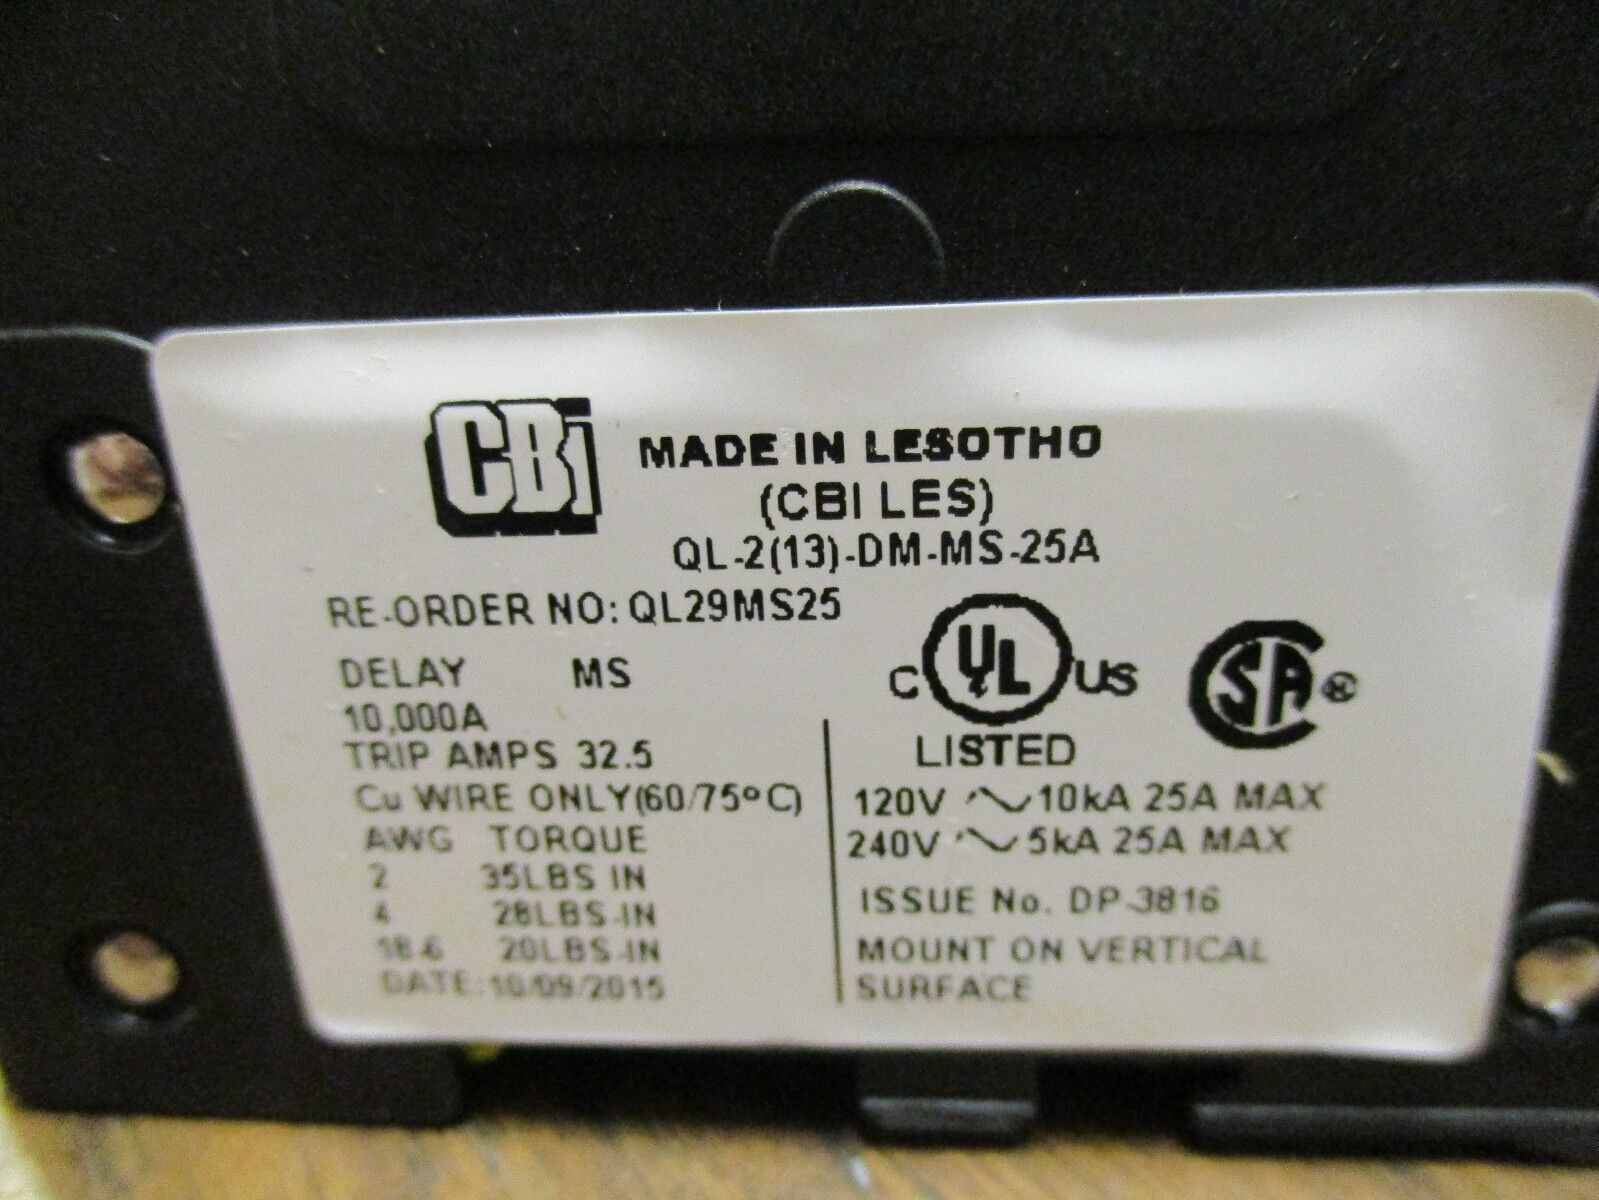 CBi
MADE IN LESOTHO
(CBI LES)
QL-2(13)-DM-MS-25A
RE-ORDER NO: QL29MS25
DELAY MS
10,000A
TRIP AMPS 32.5
Cu WIRE ONLY(60/75°C)
AWG TORQUE
2 35LBS IN
4 28LBS-IN
18-6 20LBS-IN
DATE:10/09/2015
C UL US
LISTED
SA ®
120V ~ 10kA 25A MAX
240V ~ 5kA 25A MAX
ISSUE No. DP-3816
MOUNT ON VERTICAL
SURFACE